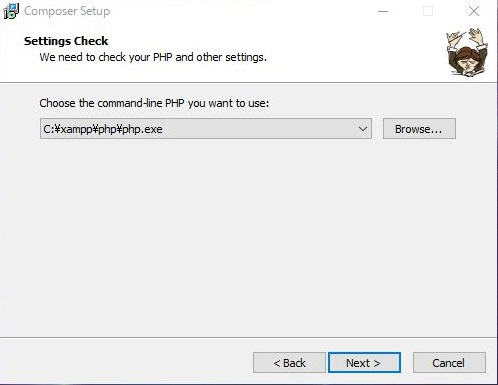 Composer Setup
Settings Check
We need to check your PHP and other settings.
Choose the command-line PHP you want to use:
C:¥xampp¥php¥php.exe
Browse...
< Back
Next >
Cancel